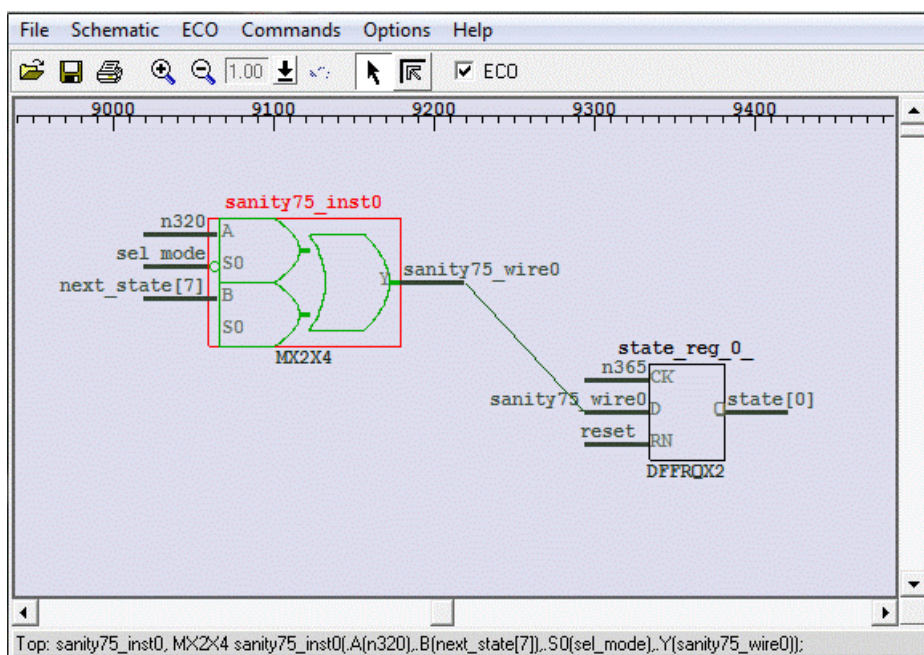 File Schematic ECO Commands Options Help
1.00 ECO
9000 9100 9200 9300 9400
sanity75_inst0
n320
A
sel_mode
S0
next_state[7]
B
S0
Y
sanity75_wire0
MX2X4
state_reg_0_
n365
CK
sanity75_wire0
D
Q
state[0]
reset
RN
DFFRQX2
Top: sanity75_inst0, MX2X4 sanity75_inst0(.A(n320),.B(next_state[7]),.S0(sel_mode),.Y(sanity75_wire0));